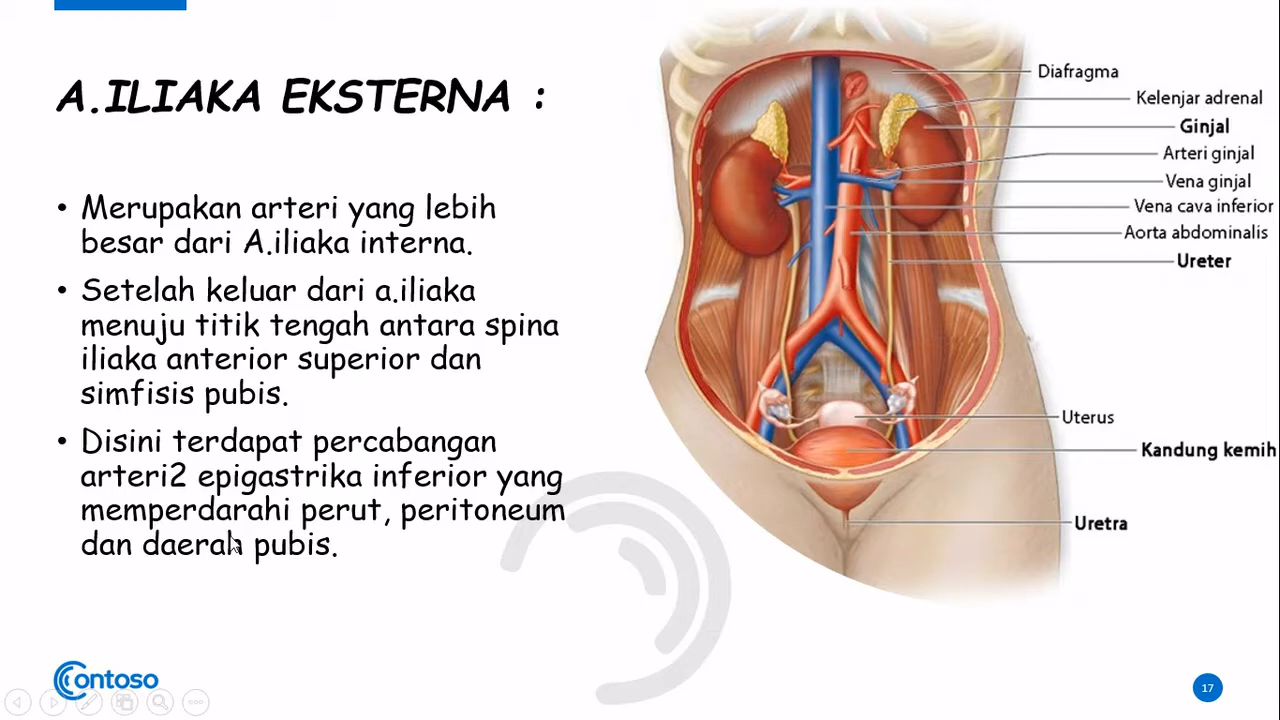 A.ILIAKA EKSTERNA :
• Merupakan arteri yang lebih
besar dari A.iliaka interna.
• Setelah keluar dari a.iliaka
menuju titik tengah antara spina
iliaka anterior superior dan
simfisis pubis.
• Disini terdapat percabangan
arteri2 epigastrika inferior yang
memperdarahi perut, peritoneum
dan daerah pubis.
Diafragma
Kelenjar adrenal
Ginjal
Arteri ginjal
Vena ginjal
Vena cava inferior
Aorta abdominalis
Ureter
Uterus
Kandung kemih
Uretra
Contoso
17